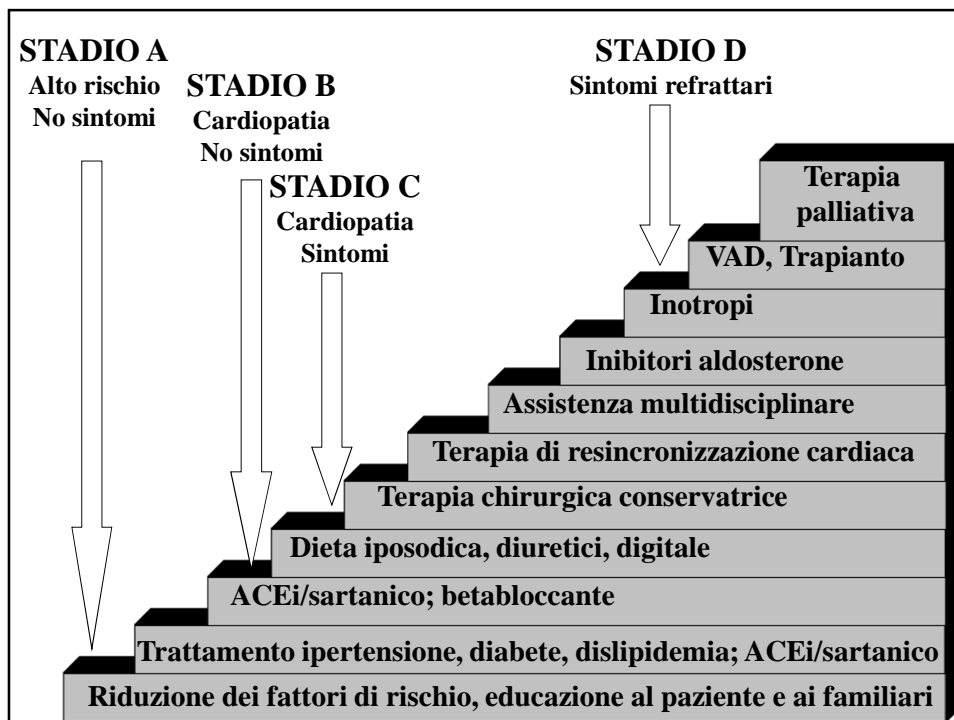 STADIO A
Alto rischio
No sintomi
STADIO B
Cardiopatia
No sintomi
STADIO C
Cardiopatia
Sintomi
STADIO D
Sintomi refrattari
Terapia
palliativa
VAD, Trapianto
Inotropi
Inibitori aldosterone
Assistenza multidisciplinare
Terapia di resincronizzazione cardiaca
Terapia chirurgica conservatrice
Dieta iposodica, diuretici, digitale
ACEi/sartanico; betabloccante
Trattamento ipertensione, diabete, dislipidemia; ACEi/sartanico
Riduzione dei fattori di rischio, educazione al paziente e ai familiari